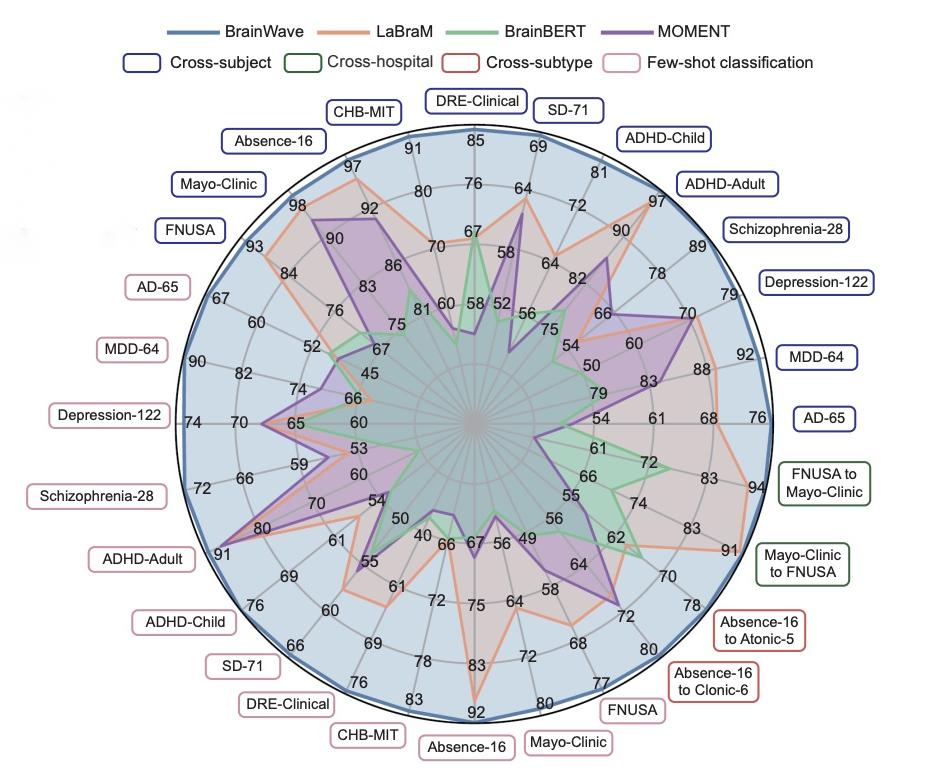 BrainWave LaBraM BrainBERT MOMENT
Cross-subject Cross-hospital Cross-subtype Few-shot classification
DRE-Clinical
SD-71
ADHD-Child
ADHD-Adult
Schizophrenia-28
Depression-122
MDD-64
AD-65
FNUSA to
Mayo-Clinic
Mayo-Clinic
to FNUSA
Absence-16
to Atonic-5
Absence-16
to Clonic-6
FNUSA
Mayo-Clinic
Absence-16
CHB-MIT
DRE-Clinical
SD-71
ADHD-Child
ADHD-Adult
Schizophrenia-28
Depression-122
MDD-64
AD-65
FNUSA
Mayo-Clinic
Absence-16
CHB-MIT
85 76 67 58
69 64 58 52
81 72 64 56
97 90 82 75
89 78 66 54
79 70 60 50
92 88 83 79
76 68 61 54
94 83 72 61
91 83 74 66
78 70 62 55
80 72 64 56
77 68 58 49
80 72 64 56
92 83 75 67
83 78 72 66
76 69 61 40
66 60 55 50
76 69 61 54
91 80 70 60
72 66 59 53
74 70 65 60
90 82 74 66
67 60 52 45
93 84 76 67
98 90 83 75
97 92 86 81
91 80 70 60